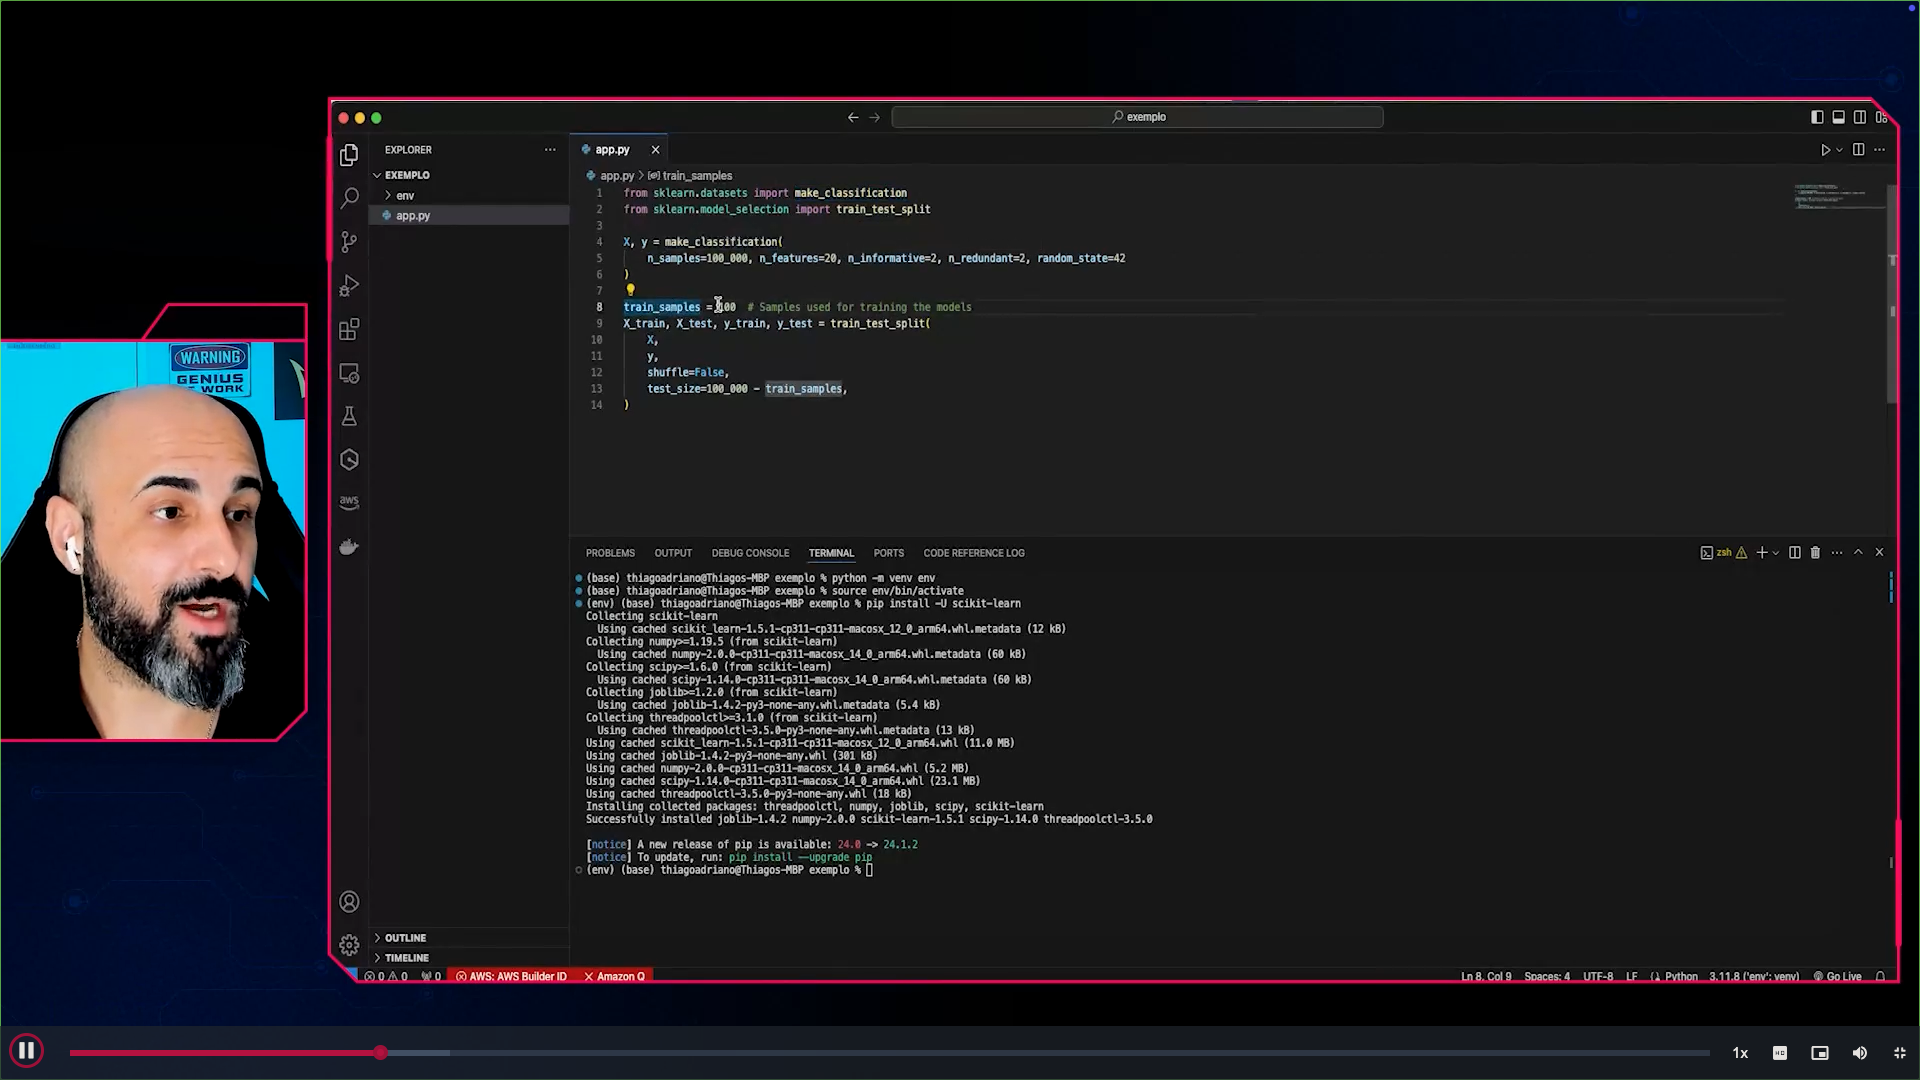 exemplo
EXPLORER
EXEMPLO
env
app.py
app.py
app.py > train_samples
1 from sklearn.datasets import make_classification
2 from sklearn.model_selection import train_test_split
3
4 X, y = make_classification(
5 n_samples=100_000, n_features=20, n_informative=2, n_redundant=2, random_state=42
6 )
7
8 train_samples = 100 # Samples used for training the models
9 X_train, X_test, y_train, y_test = train_test_split(
10 X,
11 y,
12 shuffle=False,
13 test_size=100_000 - train_samples,
14 )
WARNING
GENIUS
AT WORK
aws
PROBLEMS OUTPUT DEBUG CONSOLE TERMINAL PORTS CODE REFERENCE LOG
zsh
(base) thiagoadriano@Thiagos-MBP exemplo % python -m venv env
(base) thiagoadriano@Thiagos-MBP exemplo % source env/bin/activate
(env) (base) thiagoadriano@Thiagos-MBP exemplo % pip install -U scikit-learn
Collecting scikit-learn
Using cached scikit_learn-1.5.1-cp311-cp311-macosx_12_0_arm64.whl.metadata (12 kB)
Collecting numpy>=1.19.5 (from scikit-learn)
Using cached numpy-2.0.0-cp311-cp311-macosx_14_0_arm64.whl.metadata (60 kB)
Collecting scipy>=1.6.0 (from scikit-learn)
Using cached scipy-1.14.0-cp311-cp311-macosx_14_0_arm64.whl.metadata (60 kB)
Collecting joblib>=1.2.0 (from scikit-learn)
Using cached joblib-1.4.2-py3-none-any.whl.metadata (5.4 kB)
Collecting threadpoolctl>=3.1.0 (from scikit-learn)
Using cached threadpoolctl-3.5.0-py3-none-any.whl.metadata (13 kB)
Using cached scikit_learn-1.5.1-cp311-cp311-macosx_12_0_arm64.whl (11.0 MB)
Using cached joblib-1.4.2-py3-none-any.whl (301 kB)
Using cached numpy-2.0.0-cp311-cp311-macosx_14_0_arm64.whl (5.2 MB)
Using cached scipy-1.14.0-cp311-cp311-macosx_14_0_arm64.whl (23.1 MB)
Using cached threadpoolctl-3.5.0-py3-none-any.whl (18 kB)
Installing collected packages: threadpoolctl, numpy, joblib, scipy, scikit-learn
Successfully installed joblib-1.4.2 numpy-2.0.0 scikit-learn-1.5.1 scipy-1.14.0 threadpoolctl-3.5.0
[notice] A new release of pip is available: 24.0 -> 24.1.2
[notice] To update, run: pip install --upgrade pip
(env) (base) thiagoadriano@Thiagos-MBP exemplo %
OUTLINE
TIMELINE
0 0 0 AWS: AWS Builder ID Amazon Q Ln 8, Col 9 Spaces: 4 UTF-8 LF Python 3.11.8 ('env': venv) Go Live
1x